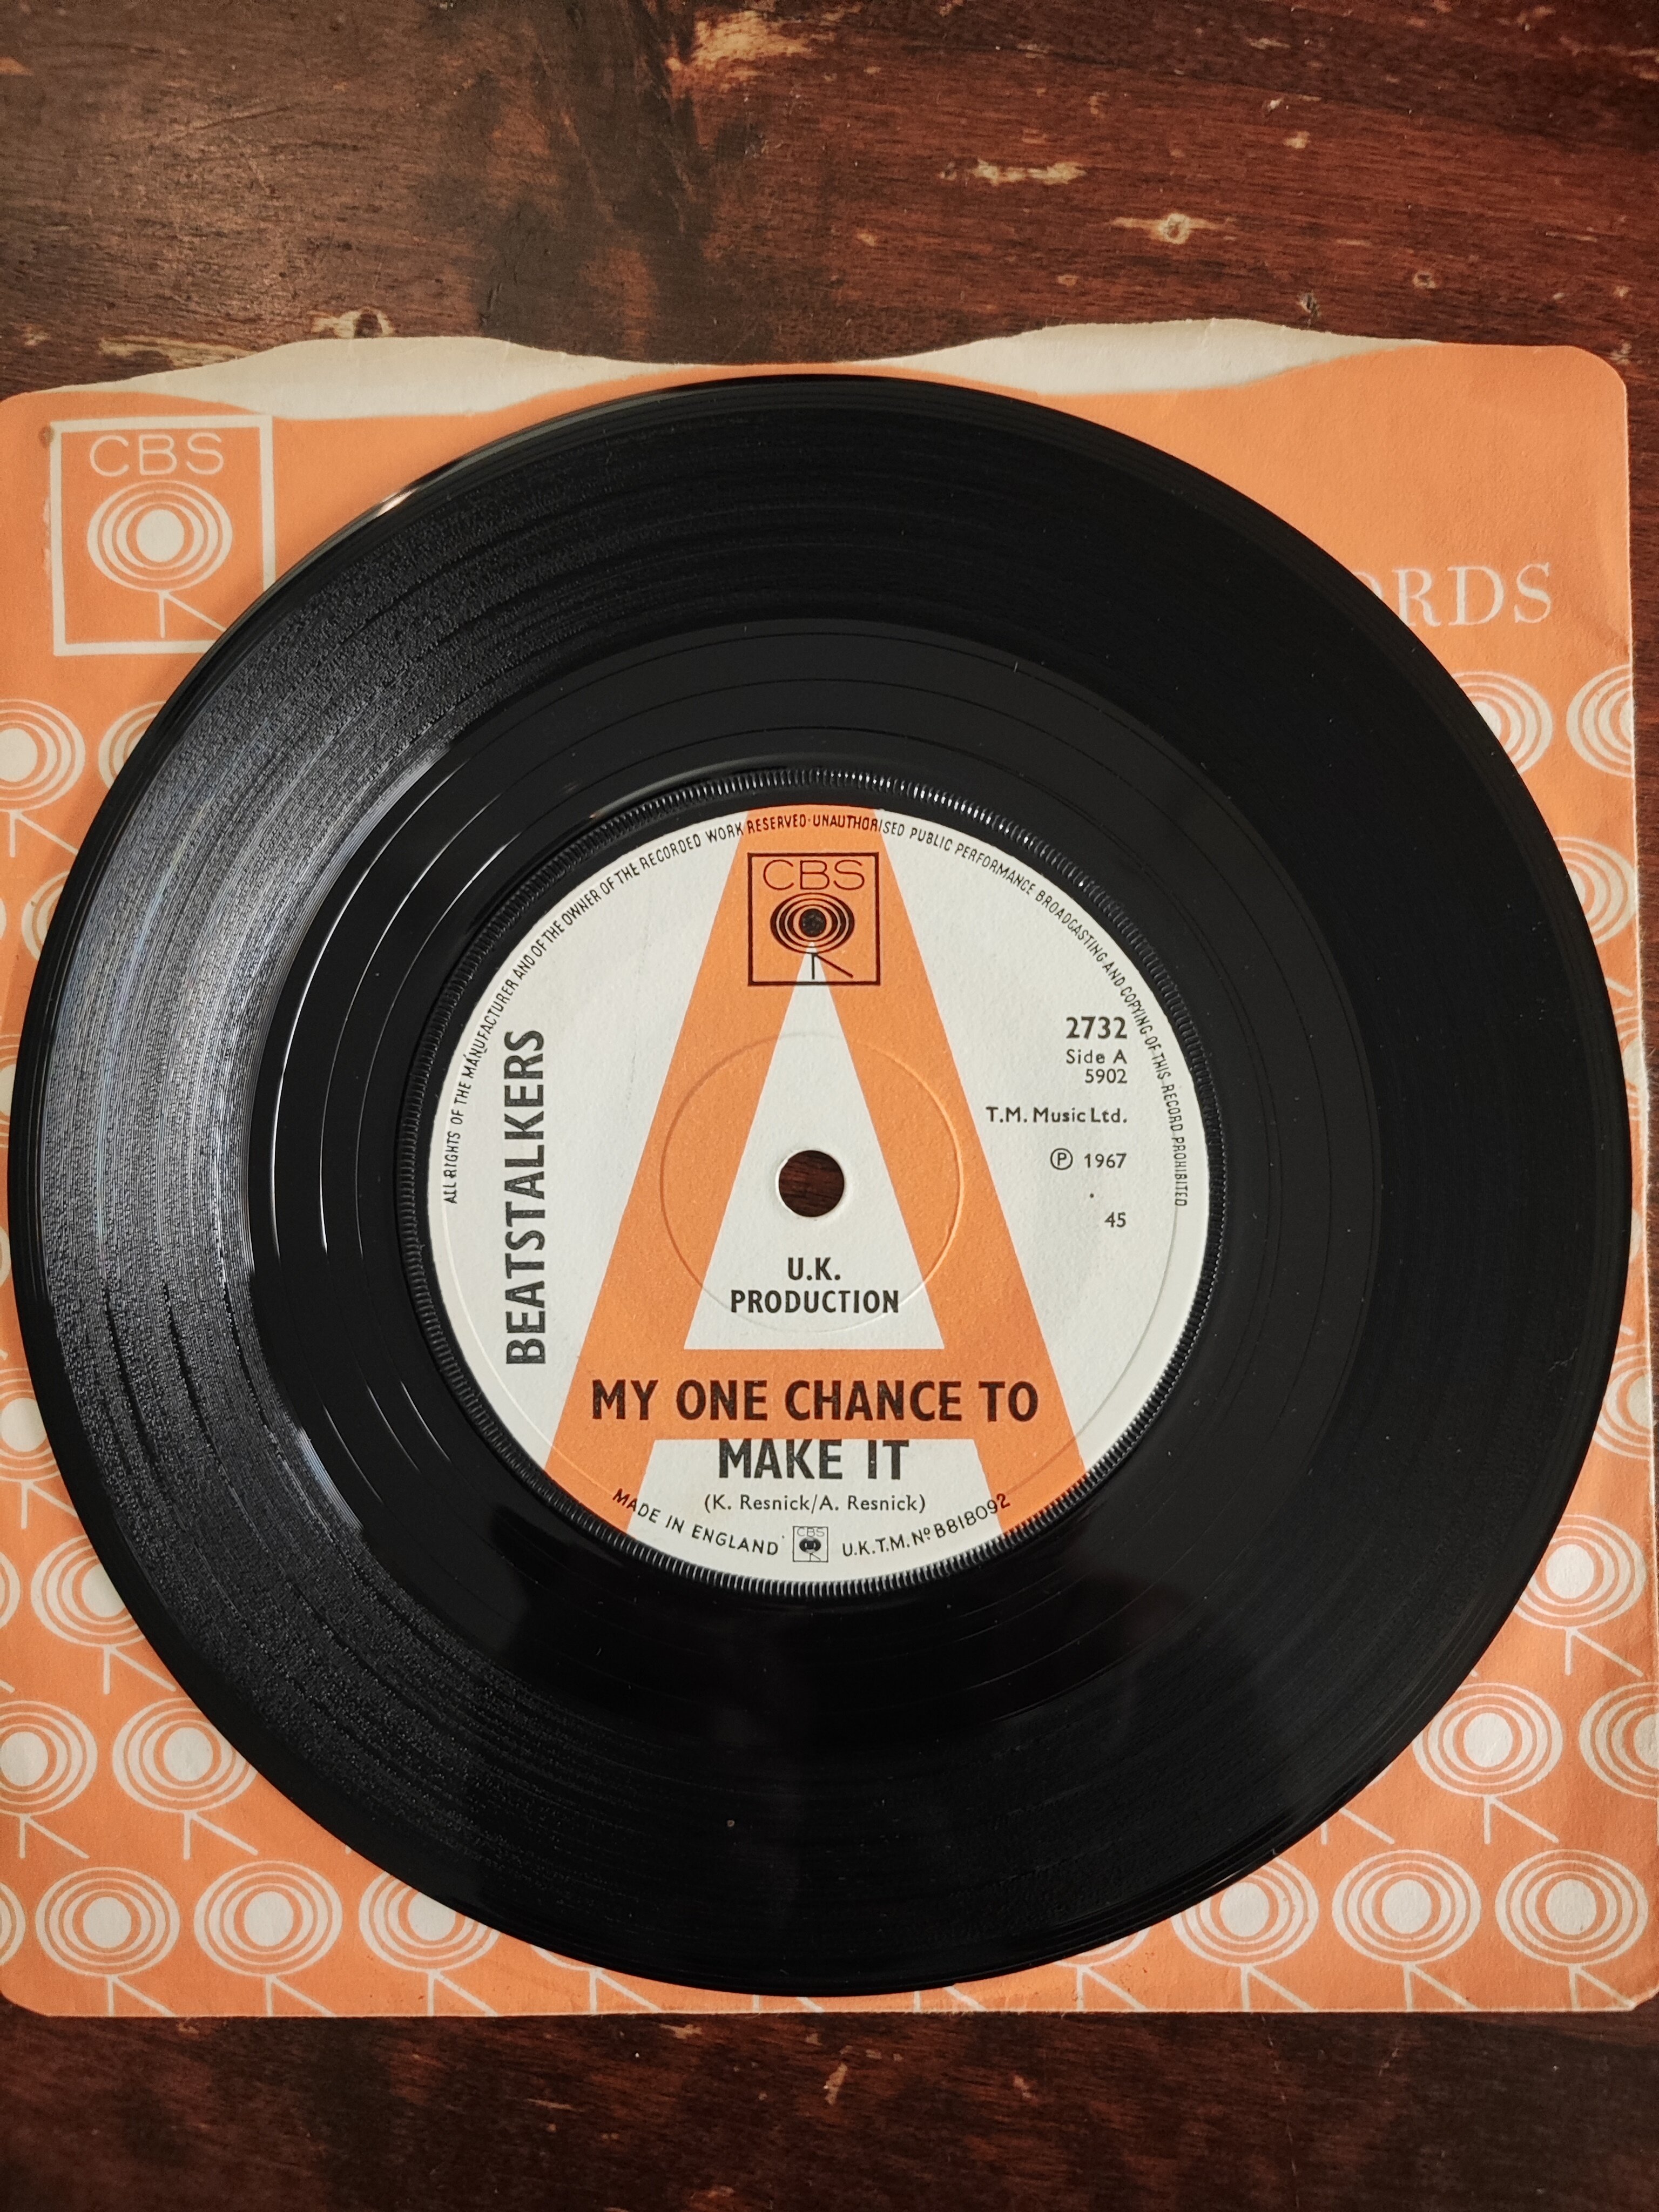 CBS
ORDS
ALL RIGHTS OF THE MANUFACTURER AND OF THE OWNER OF THE RECORDED WORK RESERVED·UNAUTHORISED PUBLIC PERFORMANCE BROADCASTING AND COPYING·OF·THIS·RECORD·PROHIBITED
CBS
BEATSTALKERS
2732
Side A
5902
T.M. Music Ltd.
℗ 1967
45
U.K.
PRODUCTION
MY ONE CHANCE TO
MAKE IT
(K. Resnick/A. Resnick)
MADE IN ENGLAND CBS U.K.T.M. Nº B818092